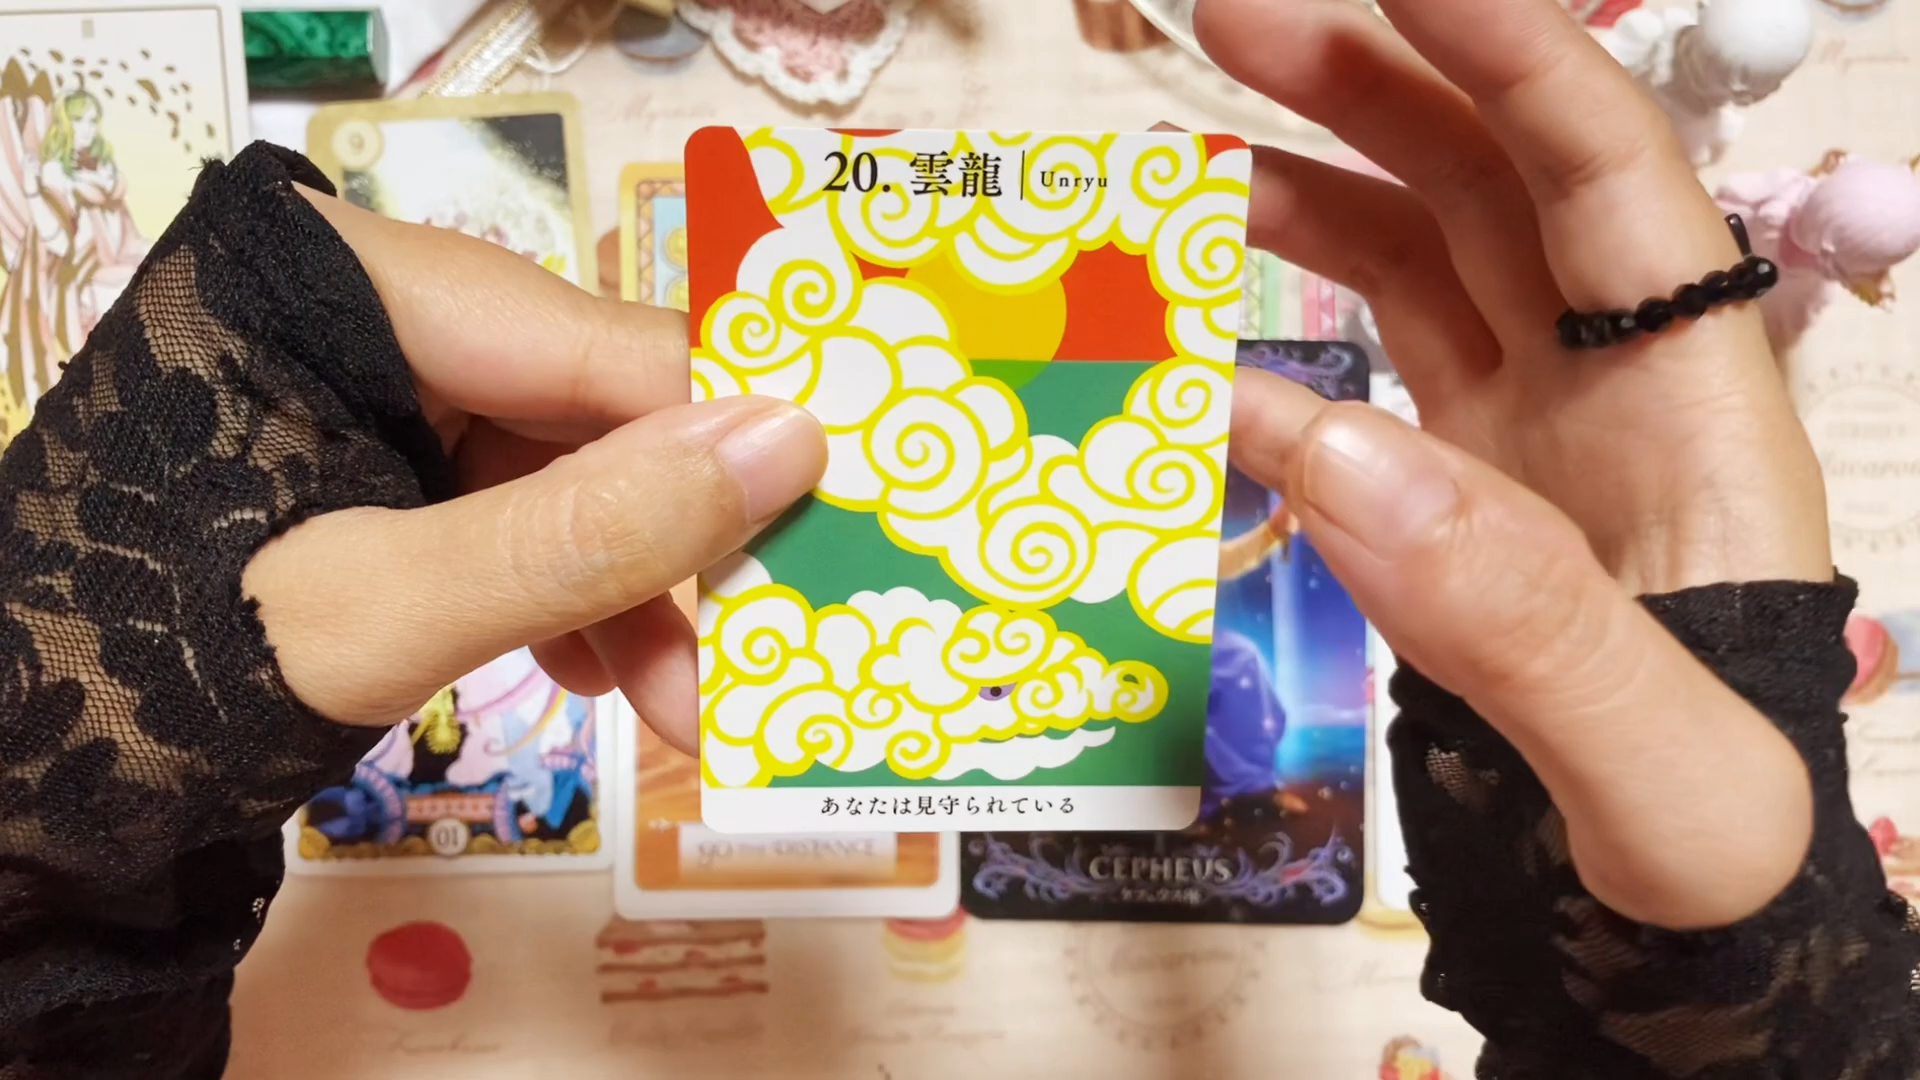 20. 雲龍 | Unryu
あなたは見守られている
9
01
GO THE DISTANCE
CEPHEUS
ケフェウス座